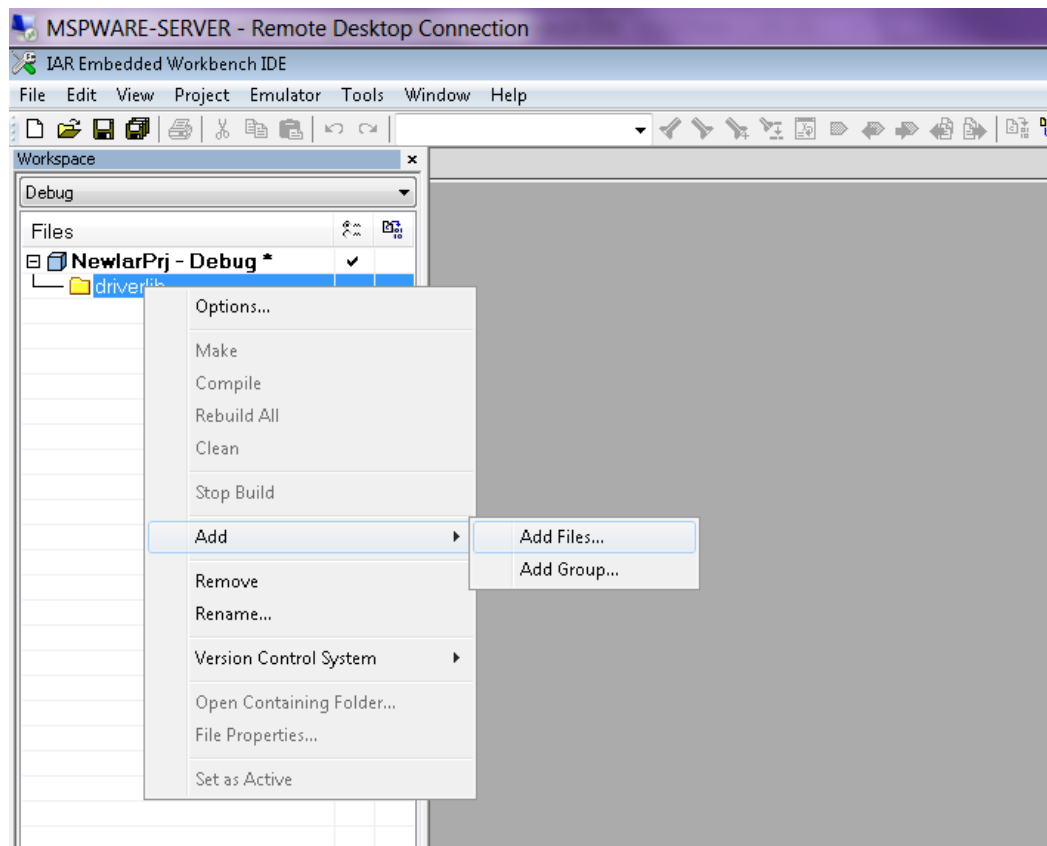 MSPWARE-SERVER - Remote Desktop Connection
IAR Embedded Workbench IDE
File Edit View Project Emulator Tools Window Help
Workspace
Debug
Files
NewIarPrj - Debug *
driverlib
Options...
Make
Compile
Rebuild All
Clean
Stop Build
Add
Add Files...
Add Group...
Remove
Rename...
Version Control System
Open Containing Folder...
File Properties...
Set as Active